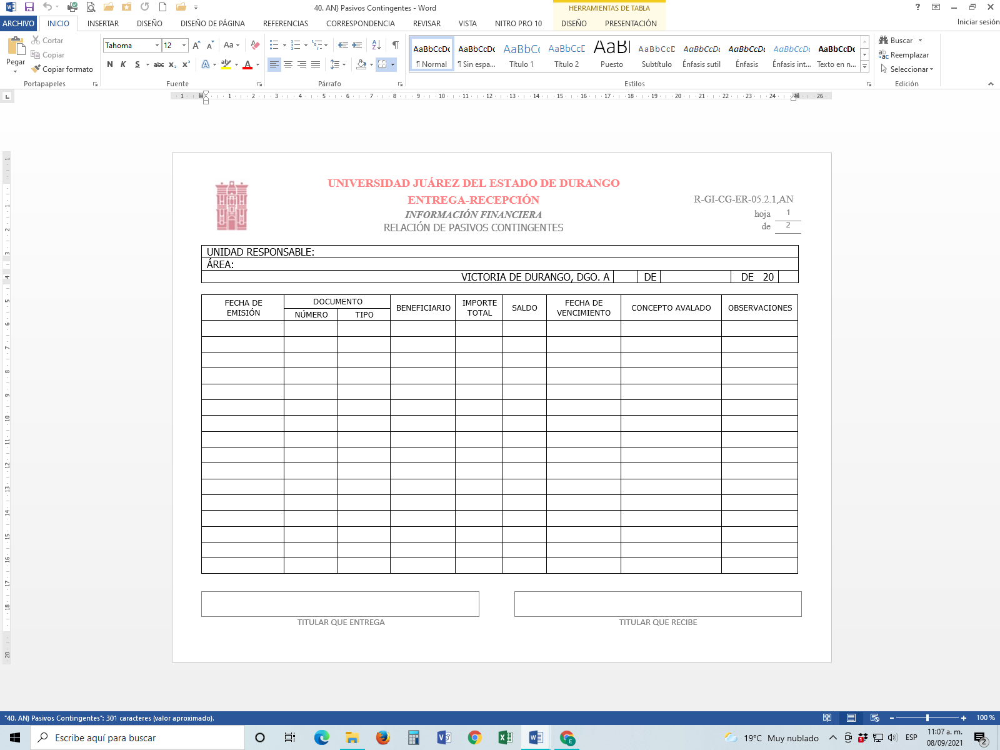 40. AN) Pasivos Contingentes - Word
HERRAMIENTAS DE TABLA
ARCHIVO INICIO INSERTAR DISEÑO DISEÑO DE PÁGINA REFERENCIAS CORRESPONDENCIA REVISAR VISTA NITRO PRO 10 DISEÑO PRESENTACIÓN Iniciar sesión
Pegar
Cortar
Copiar
Copiar formato
Portapapeles
Tahoma 12
Fuente
Párrafo
AaBbCcDc AaBbCcDc AaBbCc AaBbCcD AaBl AaBbCcD AaBbCcDc AaBbCcDc AaBbCcDc AaBbCcDc
¶ Normal ¶ Sin espa... Título 1 Título 2 Puesto Subtítulo Énfasis sutil Énfasis Énfasis int... Texto en n...
Estilos
Buscar
Reemplazar
Seleccionar
Edición
1 1 2 3 4 5 6 7 8 9 10 11 12 13 14 15 16 17 18 19 20 21 22 23 24 26
UNIVERSIDAD JUÁREZ DEL ESTADO DE DURANGO
ENTREGA-RECEPCIÓN
INFORMACIÓN FINANCIERA
RELACIÓN DE PASIVOS CONTINGENTES
R-GI-CG-ER-05.2.1,AN
hoja 1
de 2
UNIDAD RESPONSABLE:
ÁREA:
VICTORIA DE DURANGO, DGO. A DE DE 20
FECHA DE EMISIÓN DOCUMENTO NÚMERO TIPO BENEFICIARIO IMPORTE TOTAL SALDO FECHA DE VENCIMIENTO CONCEPTO AVALADO OBSERVACIONES
TITULAR QUE ENTREGA TITULAR QUE RECIBE
"40. AN) Pasivos Contingentes": 301 caracteres (valor aproximado). 100 %
Escribe aquí para buscar
19°C Muy nublado ESP
11:07 a. m.
08/09/2021
2